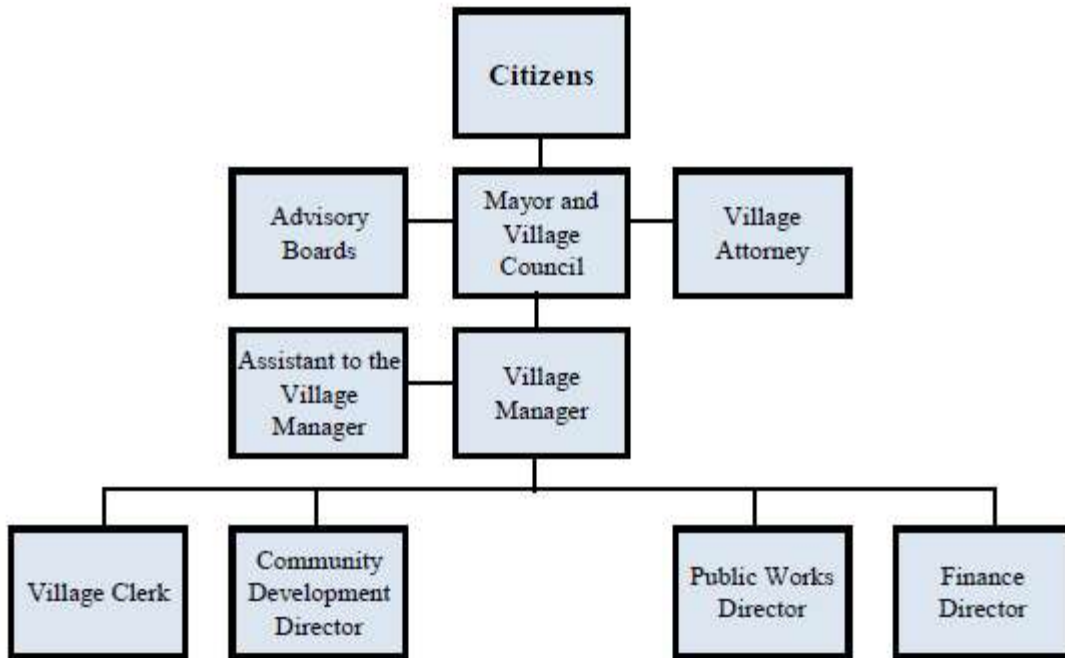 Citizens
Advisory
Boards
Mayor and
Village
Council
Village
Attorney
Assistant to the
Village
Manager
Village
Manager
Village Clerk
Community
Development
Director
Public Works
Director
Finance
Director